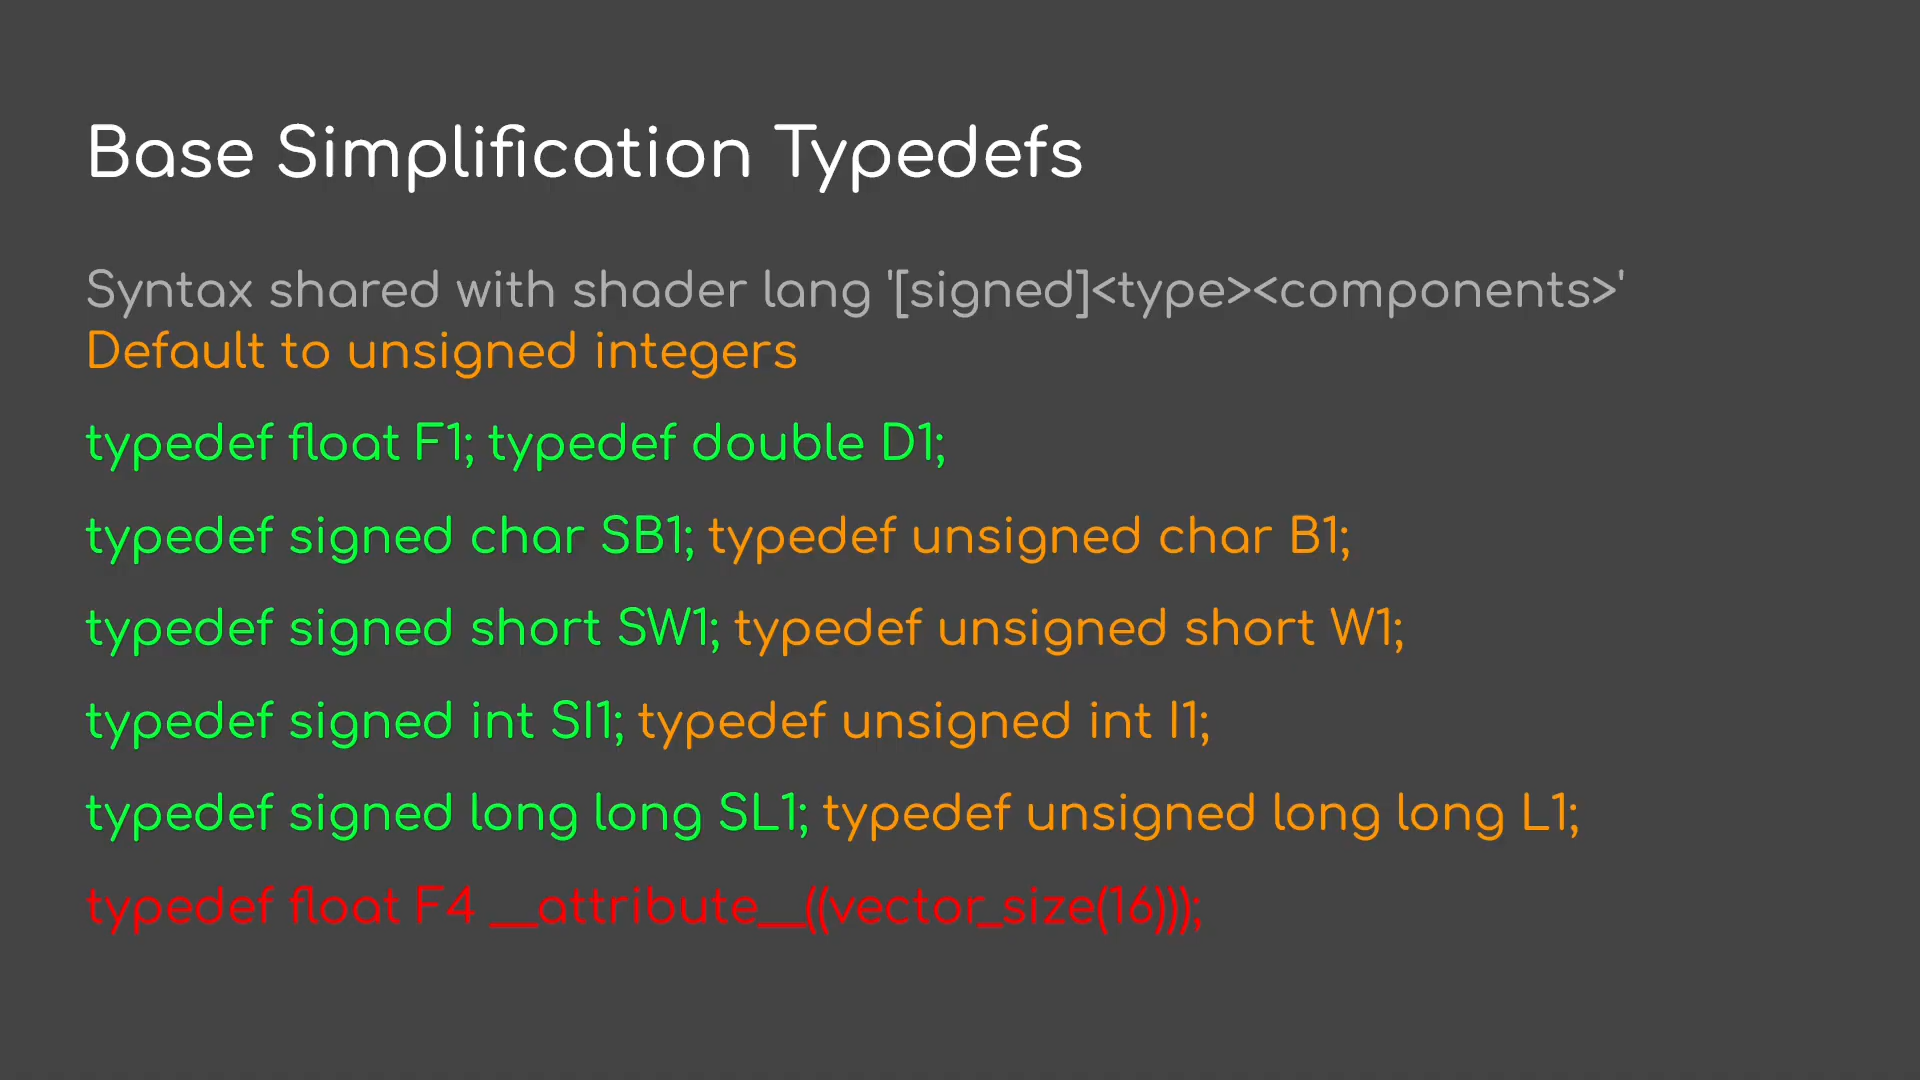 Base Simplification Typedefs
Syntax shared with shader lang '[signed]<type><components>'
Default to unsigned integers
typedef float F1; typedef double D1;
typedef signed char SB1; typedef unsigned char B1;
typedef signed short SW1; typedef unsigned short W1;
typedef signed int SI1; typedef unsigned int I1;
typedef signed long long SL1; typedef unsigned long long L1;
typedef float F4 __attribute__((vector_size(16)));